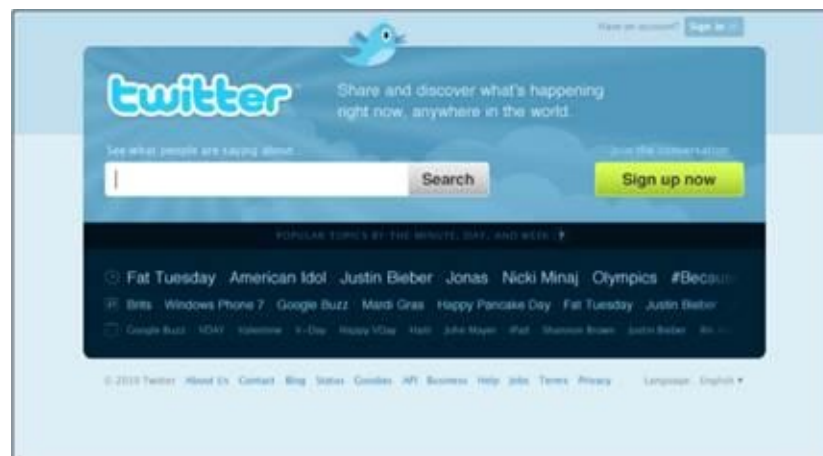 Have an account? Sign in
twitter
Share and discover what's happening
right now, anywhere in the world.
See what people are saying about...
Join the conversation
Search
Sign up now
POPULAR TOPICS BY THE MINUTE, DAY, AND WEEK ?
Fat Tuesday American Idol Justin Bieber Jonas Nicki Minaj Olympics #Becaus
Brits Windows Phone 7 Google Buzz Mardi Gras Happy Pancake Day Fat Tuesday Justin Bieber
Google Buzz VDAY Valentine V-Day Happy VDay Haiti John Mayer iPad Shannon Brown Justin Bieber
© 2010 Twitter About Us Contact Blog Status Goodies API Business Help Jobs Terms Privacy Language: English